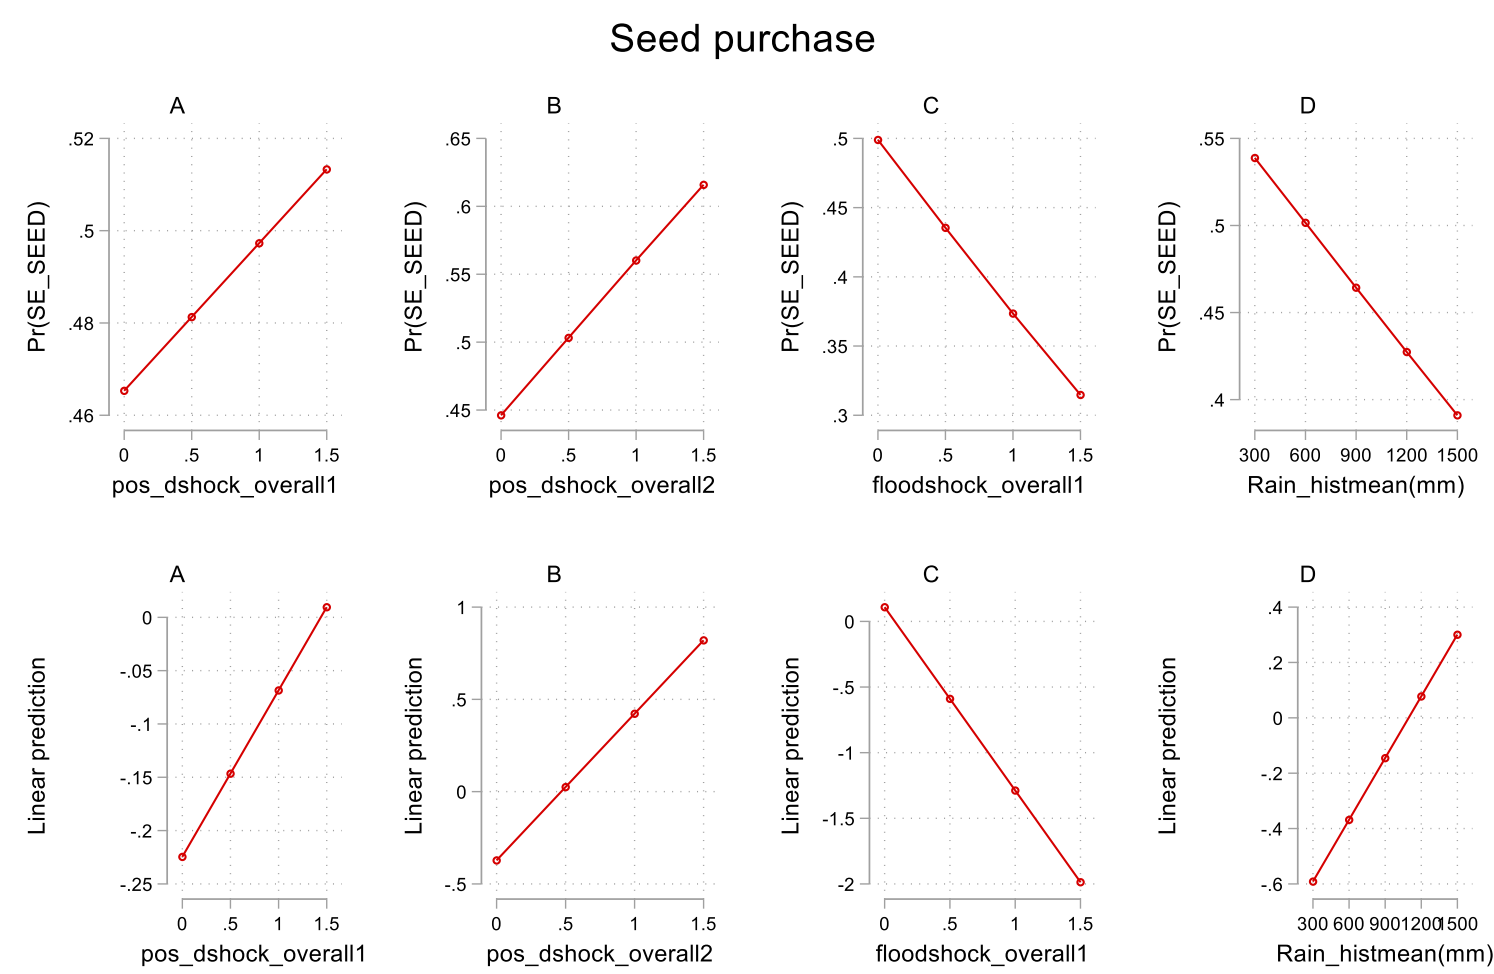 Seed purchase
A
B
C
D
.52
.5
.48
.46
Pr(SE_SEED)
0 .5 1 1.5
pos_dshock_overall1
.65
.6
.55
.5
.45
Pr(SE_SEED)
0 .5 1 1.5
pos_dshock_overall2
.5
.45
.4
.35
.3
Pr(SE_SEED)
0 .5 1 1.5
floodshock_overall1
.55
.5
.45
.4
Pr(SE_SEED)
300 600 900 1200 1500
Rain_histmean(mm)
A
B
C
D
0
-.05
-.1
-.15
-.2
-.25
Linear prediction
0 .5 1 1.5
pos_dshock_overall1
1
.5
0
-.5
Linear prediction
0 .5 1 1.5
pos_dshock_overall2
0
-.5
-1
-1.5
-2
Linear prediction
0 .5 1 1.5
floodshock_overall1
.4
.2
0
-.2
-.4
-.6
Linear prediction
300 600 900 1200 1500
Rain_histmean(mm)